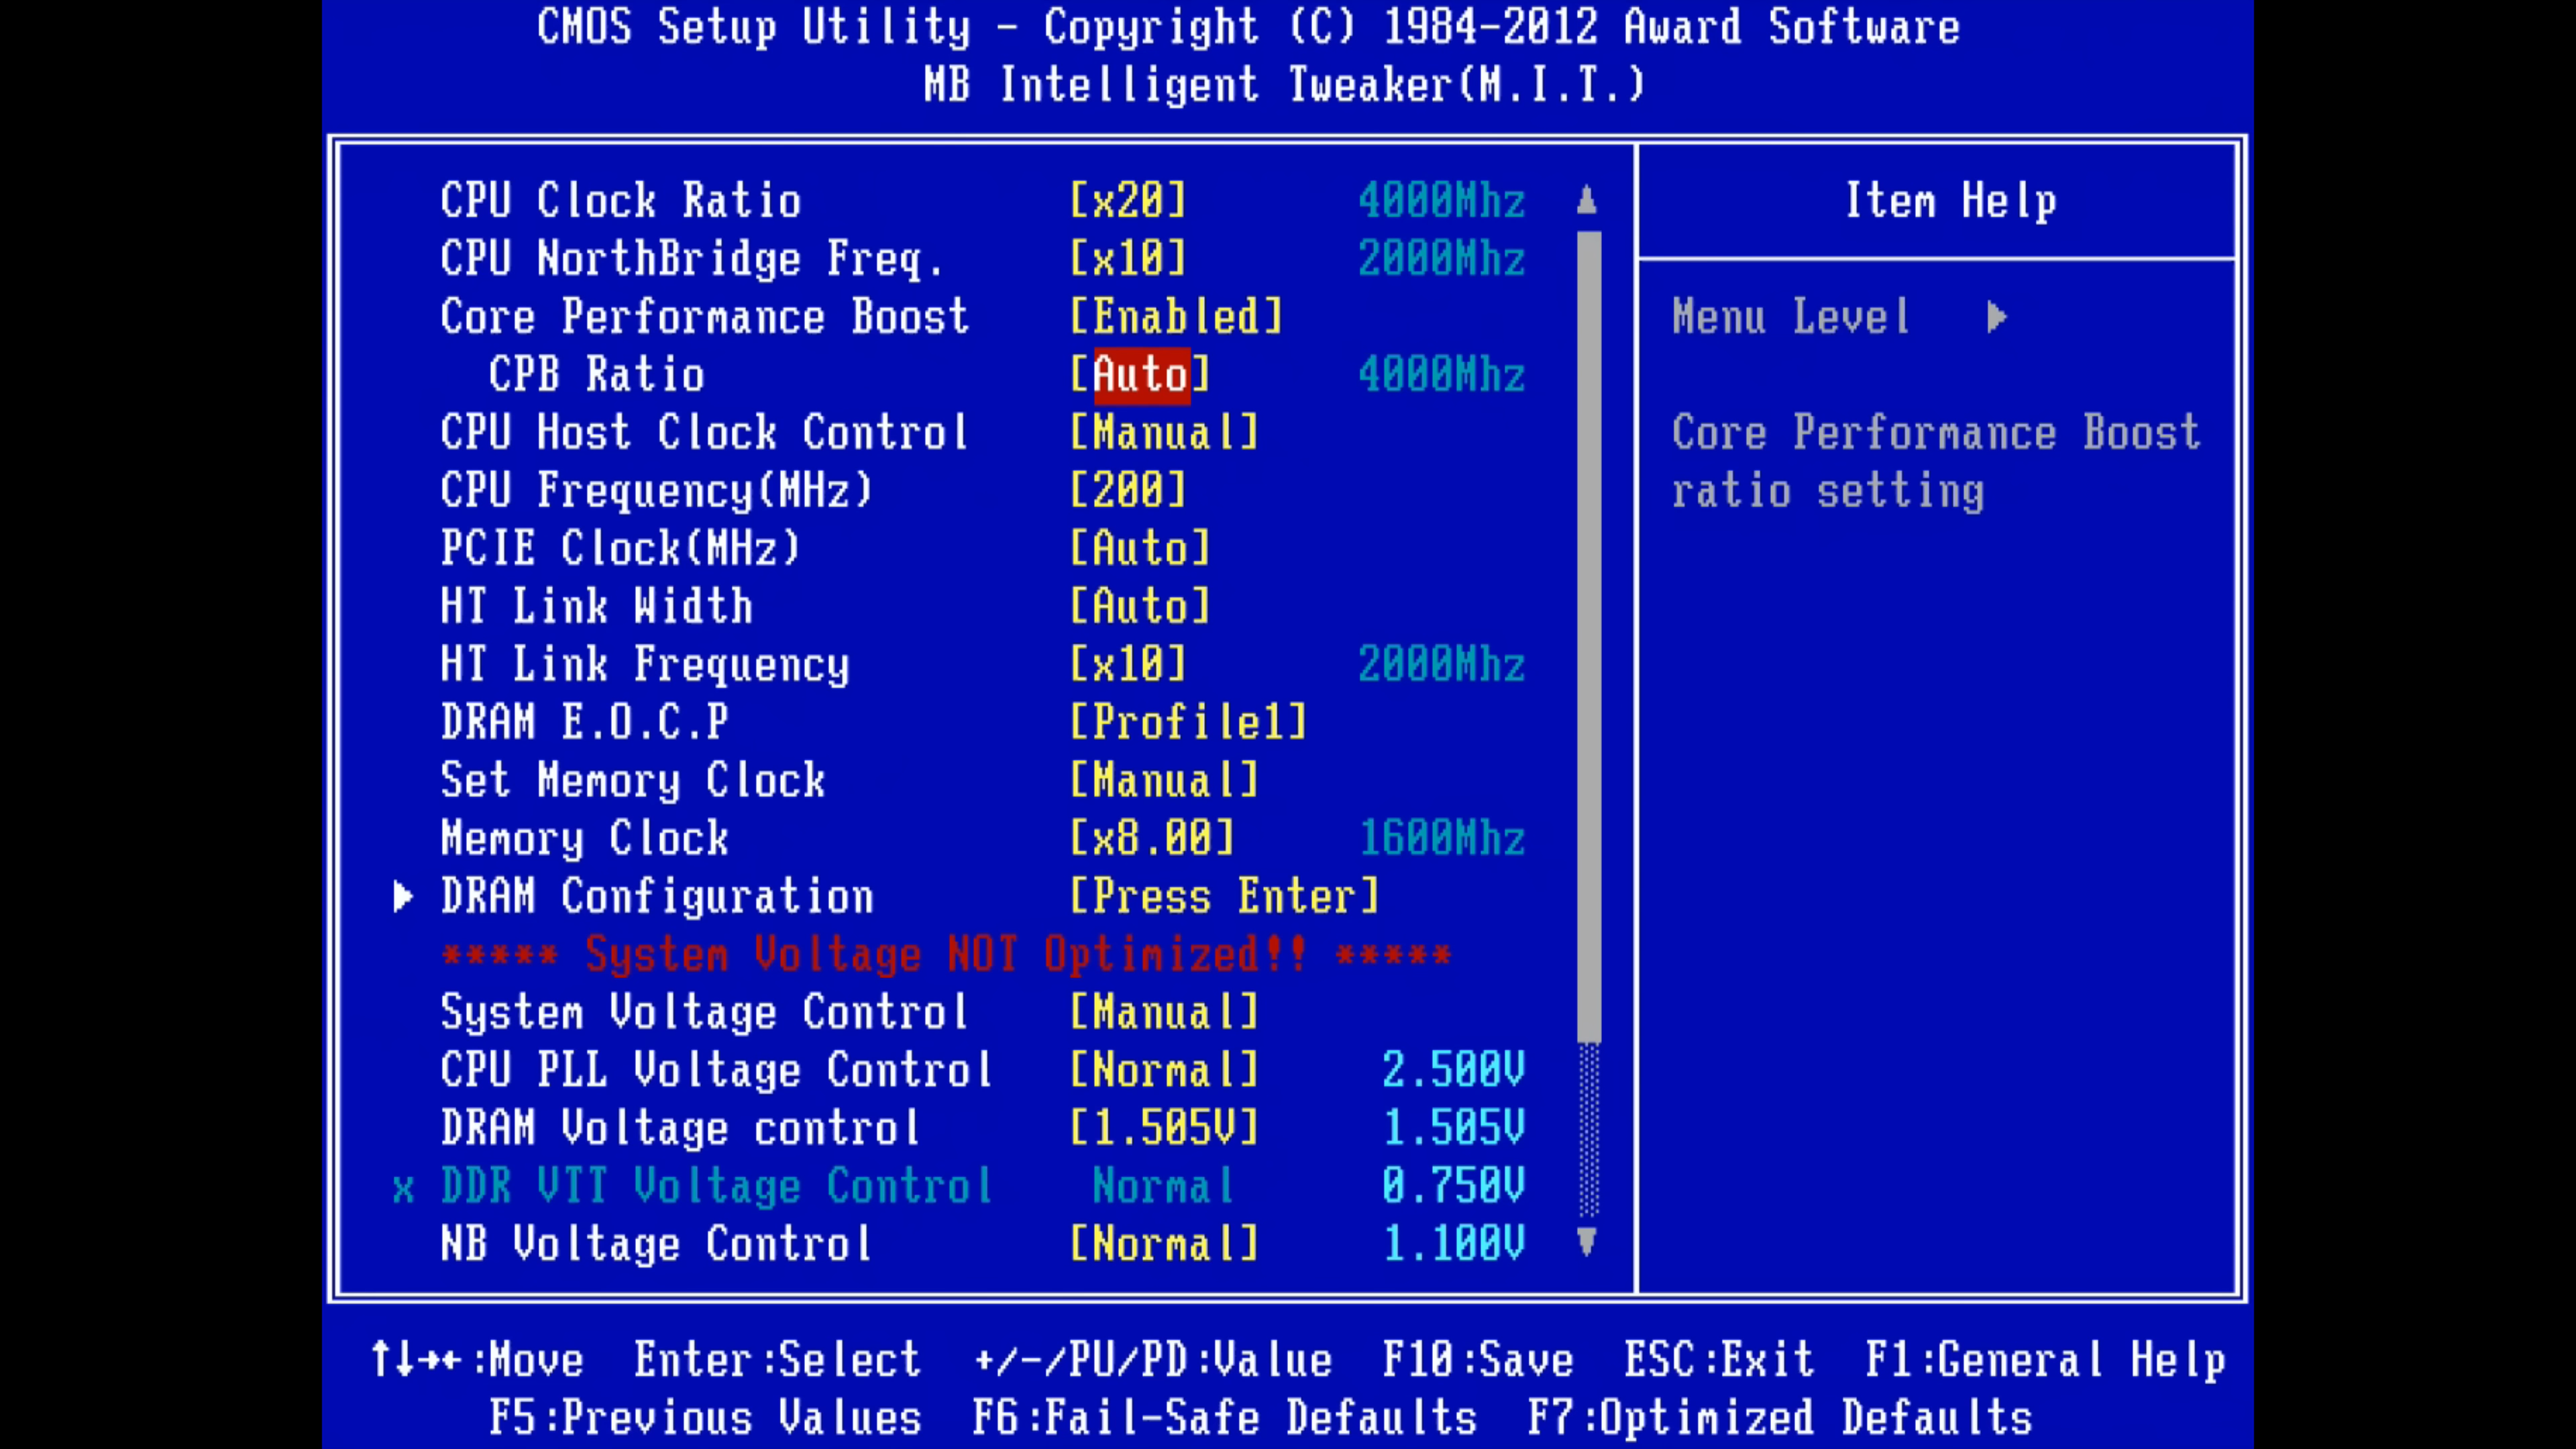 CMOS Setup Utility - Copyright (C) 1984-2012 Award Software
MB Intelligent Tweaker(M.I.T.)
CPU Clock Ratio [x20] 4000Mhz
CPU NorthBridge Freq. [x10] 2000Mhz
Core Performance Boost [Enabled]
CPB Ratio [Auto] 4000Mhz
CPU Host Clock Control [Manual]
CPU Frequency(MHz) [200]
PCIE Clock(MHz) [Auto]
HT Link Width [Auto]
HT Link Frequency [x10] 2000Mhz
DRAM E.O.C.P [Profile1]
Set Memory Clock [Manual]
Memory Clock [x8.00] 1600Mhz
DRAM Configuration [Press Enter]
***** System Voltage NOT Optimized!! *****
System Voltage Control [Manual]
CPU PLL Voltage Control [Normal] 2.500V
DRAM Voltage control [1.505V] 1.505V
x DDR VTT Voltage Control Normal 0.750V
NB Voltage Control [Normal] 1.100V
Item Help
Menu Level
Core Performance Boost
ratio setting
↑↓→←:Move Enter:Select +/-/PU/PD:Value F10:Save ESC:Exit F1:General Help
F5:Previous Values F6:Fail-Safe Defaults F7:Optimized Defaults